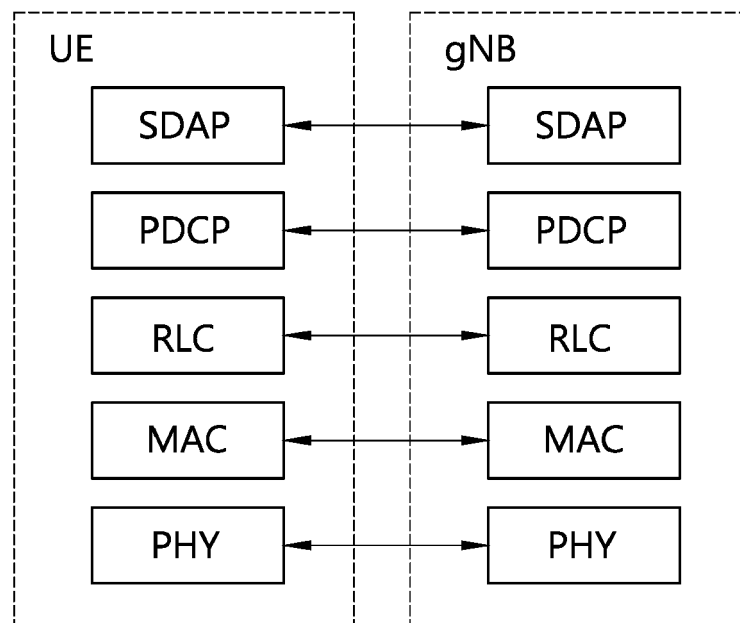 UE gNB
SDAP SDAP
PDCP PDCP
RLC RLC
MAC MAC
PHY PHY